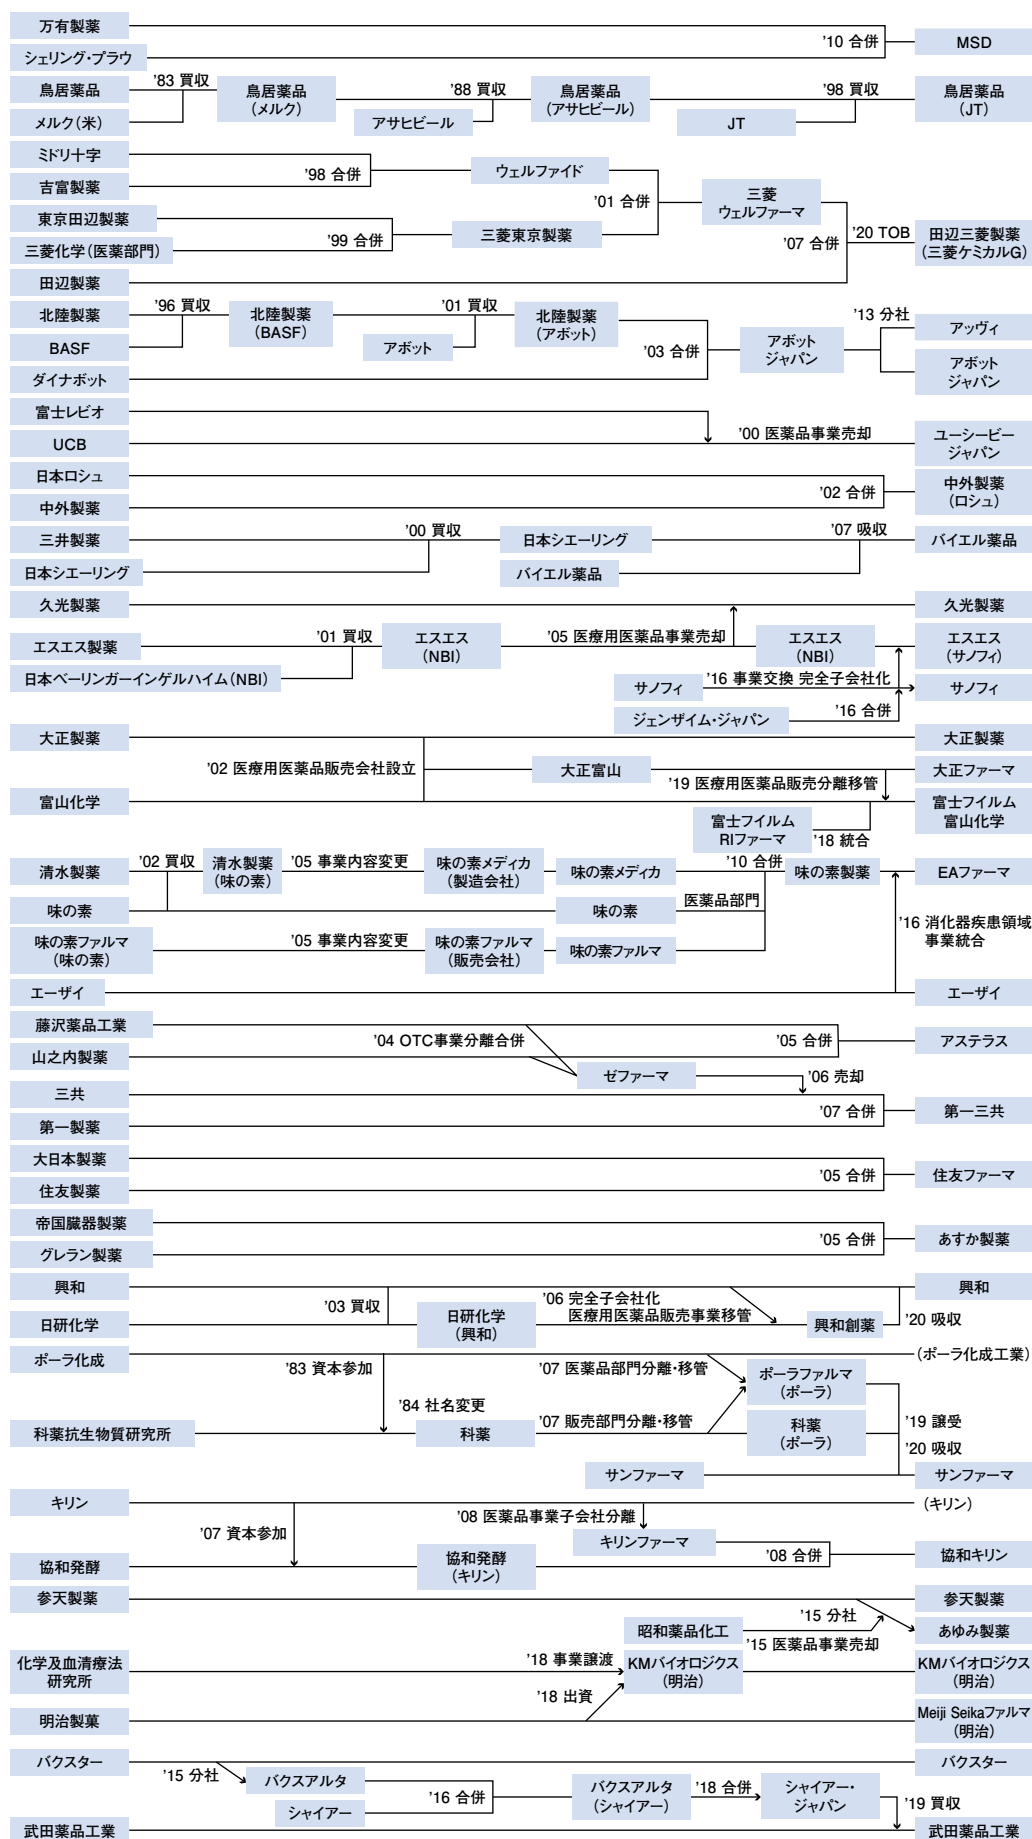 万有製薬
シェリング・プラウ
'10 合併
MSD
鳥居薬品
メルク(米)
'83 買収
鳥居薬品
(メルク)
アサヒビール
'88 買収
鳥居薬品
(アサヒビール)
JT
'98 買収
鳥居薬品
(JT)
ミドリ十字
吉富製薬
'98 合併
ウェルファイド
東京田辺製薬
三菱化学(医薬部門)
'99 合併
三菱東京製薬
'01 合併
三菱
ウェルファーマ
田辺製薬
'07 合併
'20 TOB
田辺三菱製薬
(三菱ケミカルG)
北陸製薬
BASF
'96 買収
北陸製薬
(BASF)
アボット
'01 買収
北陸製薬
(アボット)
ダイナボット
'03 合併
アボット
ジャパン
'13 分社
アッヴィ
アボット
ジャパン
富士レビオ
UCB
'00 医薬品事業売却
ユーシービー
ジャパン
日本ロシュ
中外製薬
'02 合併
中外製薬
(ロシュ)
三井製薬
日本シエーリング
'00 買収
日本シエーリング
バイエル薬品
'07 吸収
バイエル薬品
久光製薬
久光製薬
エスエス製薬
日本ベーリンガーインゲルハイム(NBI)
'01 買収
エスエス
(NBI)
'05 医療用医薬品事業売却
エスエス
(NBI)
エスエス
(サノフィ)
サノフィ
'16 事業交換 完全子会社化
サノフィ
ジェンザイム・ジャパン
'16 合併
大正製薬
大正製薬
'02 医療用医薬品販売会社設立
大正富山
大正ファーマ
'19 医療用医薬品販売分離移管
富山化学
富士フイルム
RIファーマ
'18 統合
富士フイルム
富山化学
清水製薬
'02 買収
清水製薬
(味の素)
'05 事業内容変更
味の素メディカ
(製造会社)
味の素メディカ
'10 合併
味の素製薬
EAファーマ
味の素
味の素
医薬品部門
味の素ファルマ
(味の素)
'05 事業内容変更
味の素ファルマ
(販売会社)
味の素ファルマ
'16 消化器疾患領域
事業統合
エーザイ
エーザイ
藤沢薬品工業
山之内製薬
'04 OTC事業分離合併
'05 合併
アステラス
ゼファーマ
'06 売却
三共
第一製薬
'07 合併
第一三共
大日本製薬
住友製薬
'05 合併
住友ファーマ
帝国臓器製薬
グレラン製薬
'05 合併
あすか製薬
興和
日研化学
'03 買収
日研化学
(興和)
'06 完全子会社化
医療用医薬品販売事業移管
興和創薬
'20 吸収
興和
ポーラ化成
(ポーラ化成工業)
'83 資本参加
'07 医薬品部門分離・移管
ポーラファルマ
(ポーラ)
'84 社名変更
科薬抗生物質研究所
科薬
'07 販売部門分離・移管
科薬
(ポーラ)
'19 譲受
'20 吸収
サンファーマ
サンファーマ
キリン
(キリン)
'07 資本参加
'08 医薬品事業子会社分離
キリンファーマ
協和発酵
協和発酵
(キリン)
'08 合併
協和キリン
参天製薬
参天製薬
昭和薬品化工
'15 分社
'15 医薬品事業売却
あゆみ製薬
化学及血清療法
研究所
'18 事業譲渡
KMバイオロジクス
(明治)
KMバイオロジクス
(明治)
'18 出資
明治製菓
Meiji Seikaファルマ
(明治)
バクスター
バクスター
'15 分社
バクスアルタ
シャイアー
'16 合併
バクスアルタ
(シャイアー)
'18 合併
シャイアー・
ジャパン
'19 買収
武田薬品工業
武田薬品工業